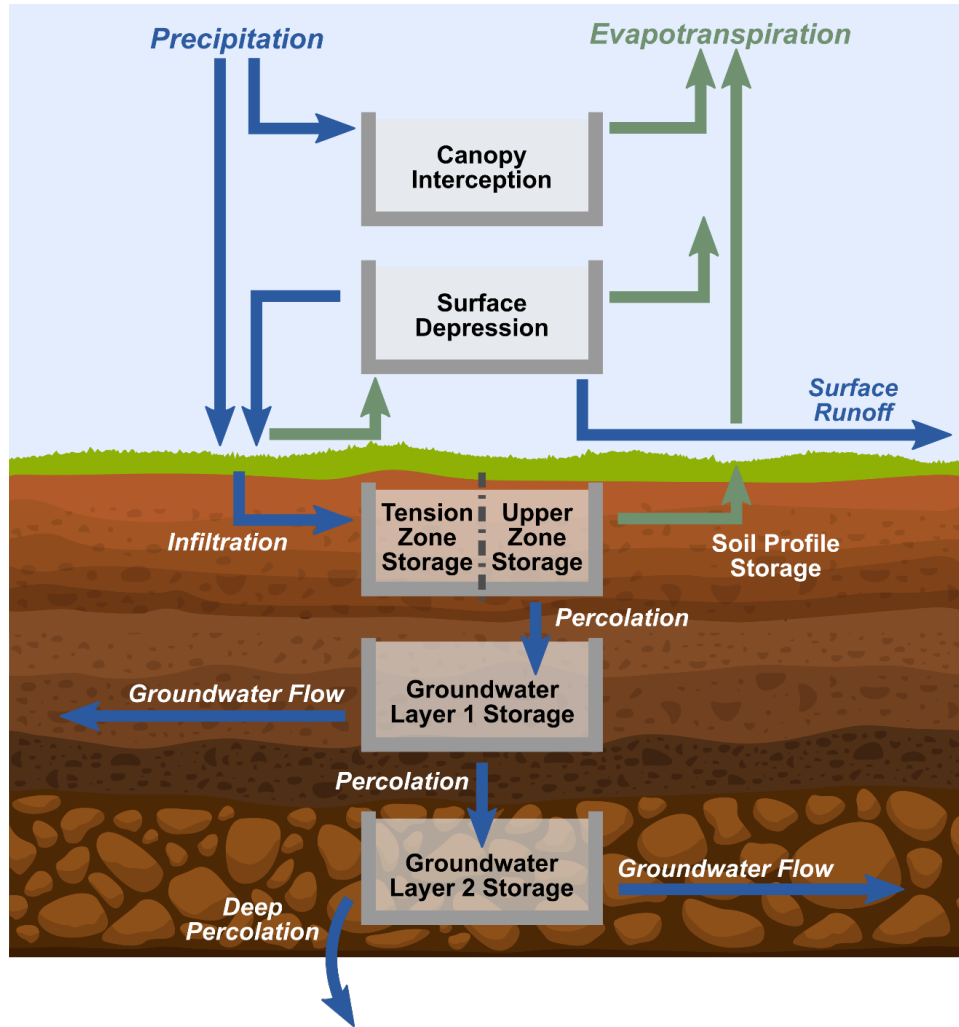 Precipitation
Evapotranspiration
Canopy
Interception
Surface
Depression
Surface
Runoff
Infiltration
Tension
Zone
Storage
Upper
Zone
Storage
Soil Profile
Storage
Percolation
Groundwater Flow
Groundwater
Layer 1 Storage
Percolation
Groundwater
Layer 2 Storage
Groundwater Flow
Deep
Percolation